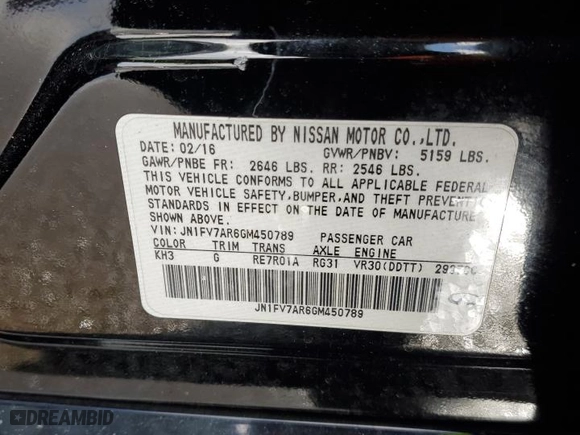 MANUFACTURED BY NISSAN MOTOR CO.,LTD.
DATE: 02/16 GVWR/PNBV: 5159 LBS.
GAWR/PNBE FR: 2646 LBS. RR: 2546 LBS.
THIS VEHICLE CONFORMS TO ALL APPLICABLE FEDERAL
MOTOR VEHICLE SAFETY, BUMPER, AND THEFT PREVENTION
STANDARDS IN EFFECT ON THE DATE OF MANUFACTURE
SHOWN ABOVE.
VIN: JN1FV7AR6GM450789 PASSENGER CAR
COLOR TRIM TRANS AXLE ENGINE
KH3 G RE7R01A RG31 VR30(DDTT)
JN1FV7AR6GM450789
DREAMBID